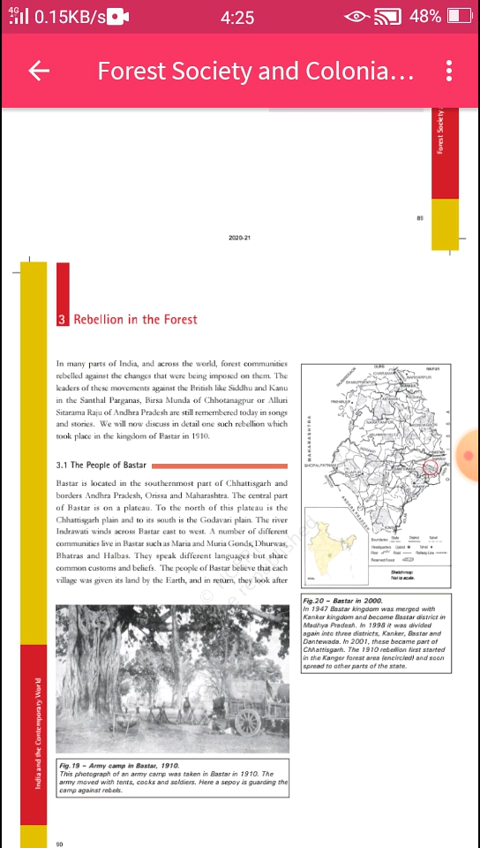 4G 0.15KB/s 4:25 48%
Forest Society and Colonia...
Forest Society
81
2020-21
3 Rebellion in the Forest
In many parts of India, and across the world, forest communities
rebelled against the changes that were being imposed on them. The
leaders of these movements against the British like Siddhu and Kanu
in the Santhal Parganas, Birsa Munda of Chhotanagpur or Alluri
Sitarama Raju of Andhra Pradesh are still remembered today in songs
and stories. We will now discuss in detail one such rebellion which
took place in the kingdom of Bastar in 1910.
3.1 The People of Bastar
Bastar is located in the southernmost part of Chhattisgarh and
borders Andhra Pradesh, Orissa and Maharashtra. The central part
of Bastar is on a plateau. To the north of this plateau is the
Chhattisgarh plain and to its south is the Godavari plain. The river
Indrawati winds across Bastar east to west. A number of different
communities live in Bastar such as Maria and Muria Gonds, Dhurwas,
Bhatras and Halbas. They speak different languages but share
common customs and beliefs. The people of Bastar believe that each
village was given its land by the Earth, and in return, they look after
MAHARASHTRA
BHOPALPATNAM
ANDHRA PRADESH
Sketch map
Not to scale.
Fig.20 – Bastar in 2000.
In 1947 Bastar kingdom was merged with
Kanker kingdom and become Bastar district in
Madhya Pradesh. In 1998 it was divided
again into three districts, Kanker, Bastar and
Dantewada. In 2001, these became part of
Chhattisgarh. The 1910 rebellion first started
in the Kanger forest area (encircled) and soon
spread to other parts of the state.
Fig.19 – Army camp in Bastar, 1910.
This photograph of an army camp was taken in Bastar in 1910. The
army moved with tents, cooks and soldiers. Here a sepoy is guarding the
camp against rebels.
India and the Contemporary World